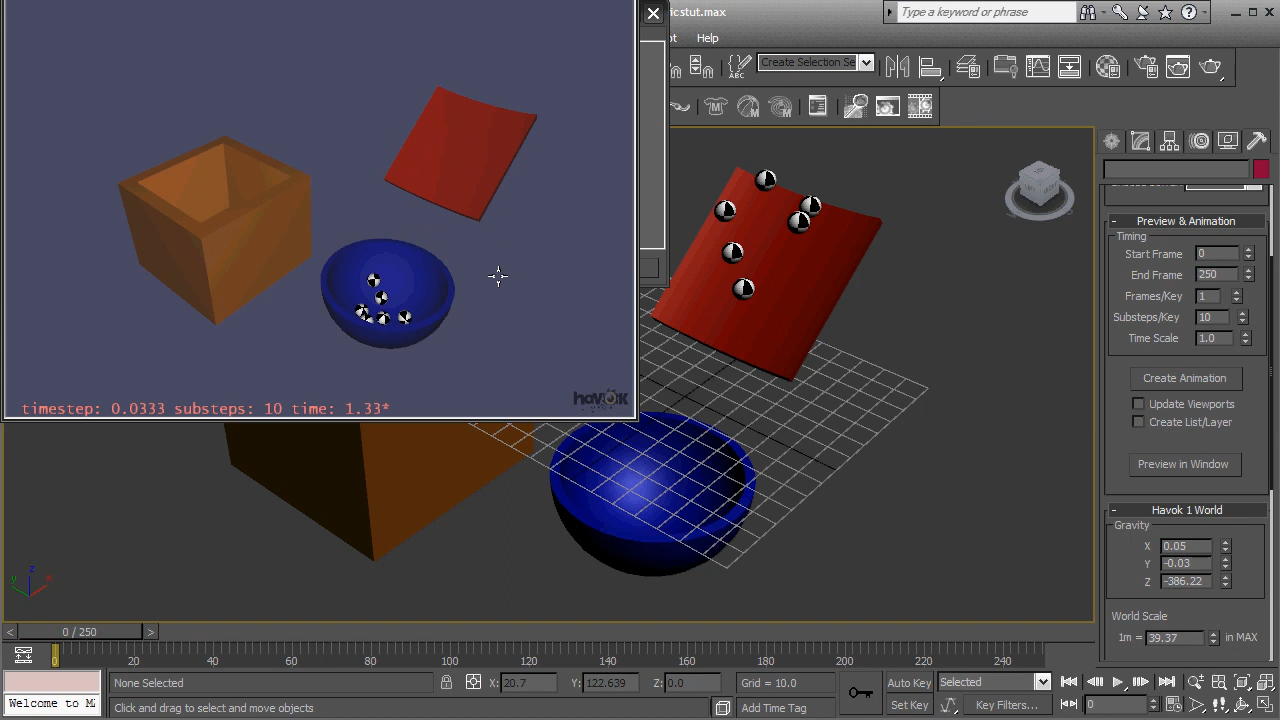 icstut.max
Type a keyword or phrase
Help
ABC
Create Selection Se
Preview & Animation
Timing
Start Frame 0
End Frame 250
Frames/Key 1
Substeps/Key 10
Time Scale 1.0
Create Animation
Update Viewports
Create List/Layer
Preview in Window
Havok 1 World
Gravity
X 0.05
Y -0.03
Z -386.22
World Scale
1m = 39.37 in MAX
havok
timestep: 0.0333 substeps: 10 time: 1.33*
z
y
x
< 0 / 250 >
0 20 40 60 80 100 120 140 160 180 200 220 240
None Selected
X: 20.7 Y: 122.639 Z: 0.0
Grid = 10.0
Auto Key
Selected
Welcome to MA
Click and drag to select and move objects
Add Time Tag
Set Key
Key Filters...
0